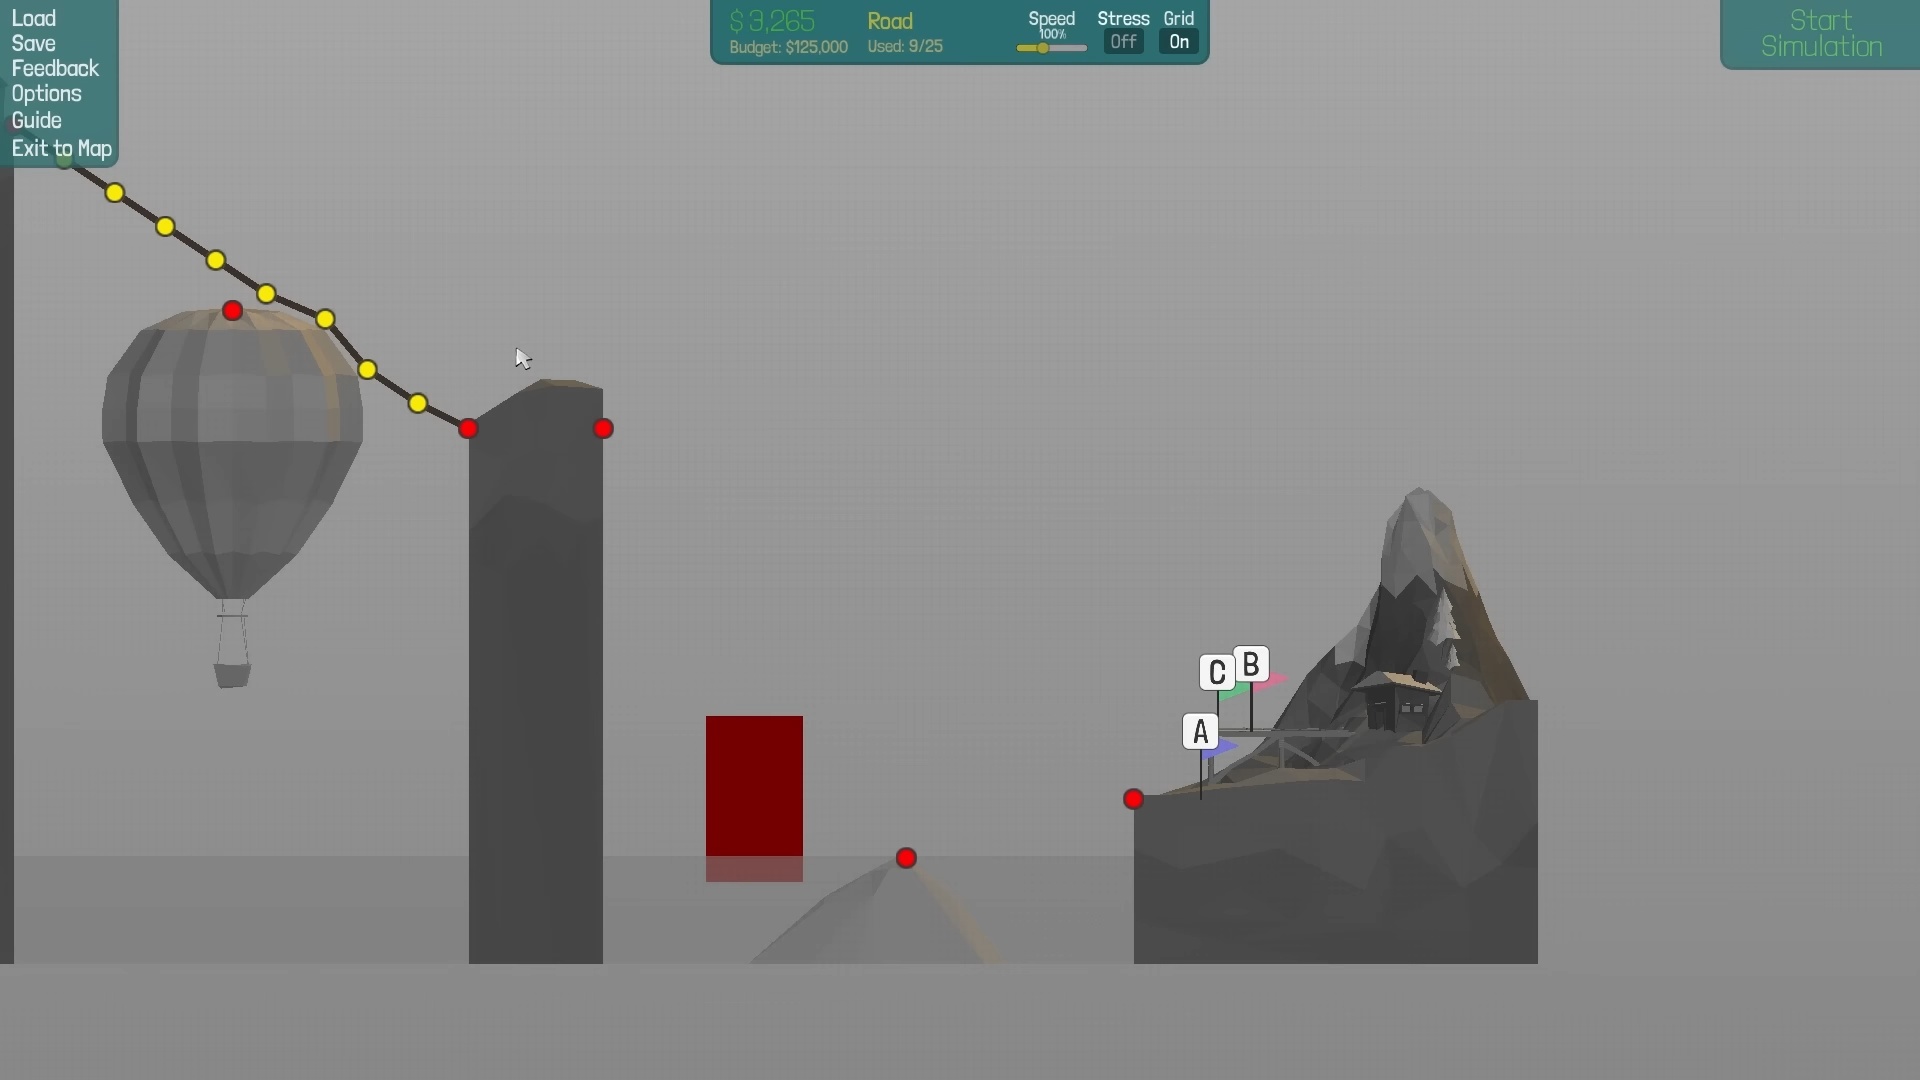 Load
Save
Feedback
Options
Guide
Exit to Map
$ 3,265
Budget: $125,000
Road
Used: 9/25
Speed
100%
Stress
Off
Grid
On
Start
Simulation
C
B
A